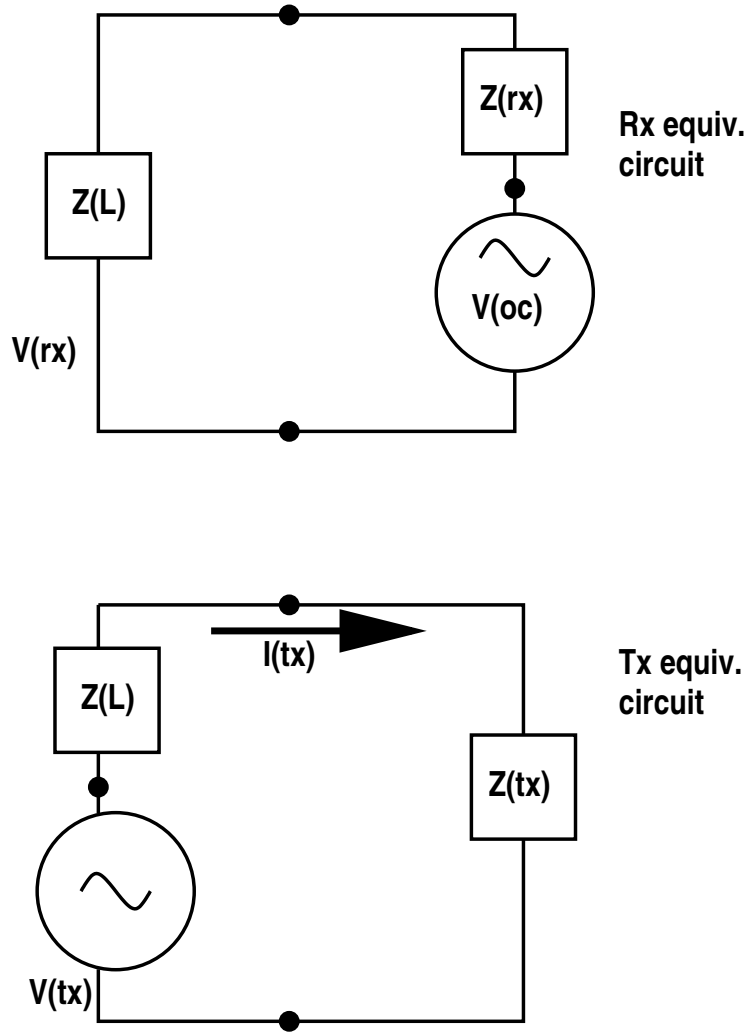 Z(rx)
Rx equiv.
circuit
Z(L)
V(oc)
V(rx)
I(tx)
Tx equiv.
circuit
Z(L)
Z(tx)
V(tx)